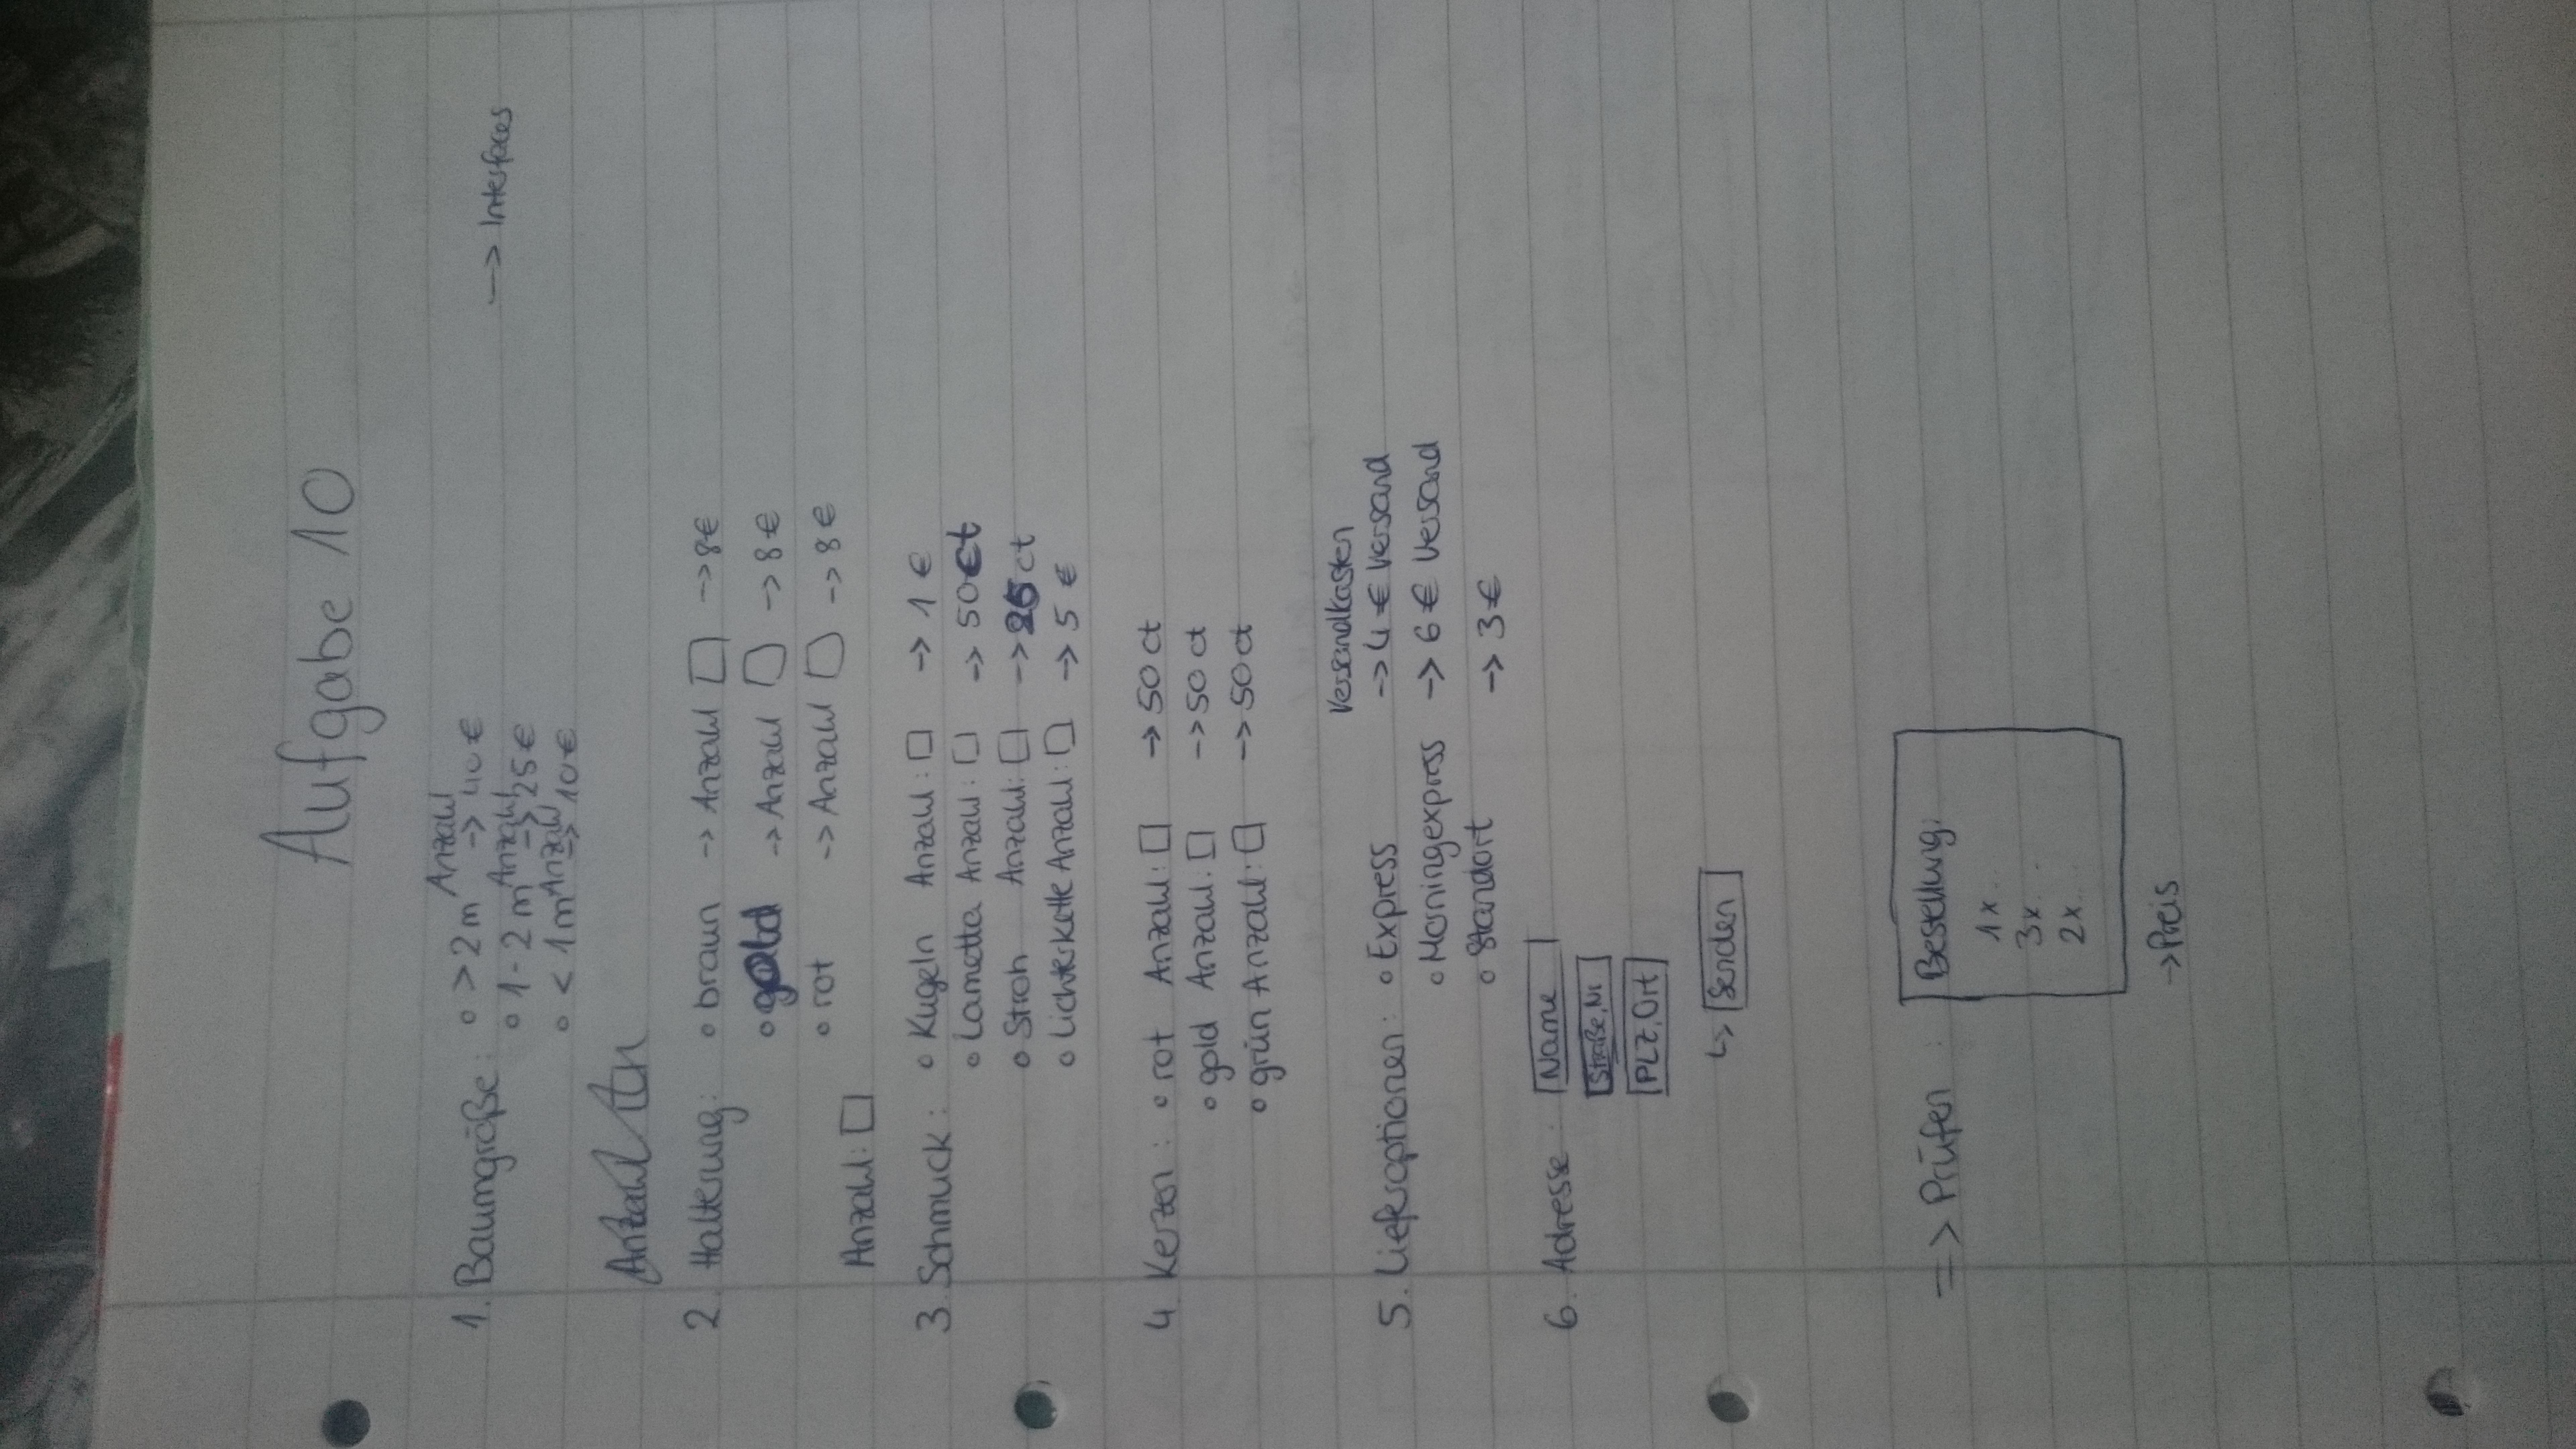 Aufgabe 10
1. Baumgröße: ○ > 2 m Anzahl -> 40 €
○ 1 - 2 m Anzahl -> 25 €
○ < 1 m Anzahl -> 10 €
--> Interfaces
Anzahl
2. Halterung: ○ braun -> Anzahl □ -> 8 €
○ gold -> Anzahl □ -> 8 €
○ rot -> Anzahl □ -> 8 €
Anzahl: □
3. Schmuck: ○ Kugeln Anzahl: □ -> 1 €
○ Lametta Anzahl: □ -> 50 ct
○ Stroh Anzahl: □ -> 25 ct
○ Lichterkette Anzahl: □ -> 5 €
4. Kerzen: ○ rot Anzahl: □ -> 50 ct
○ gold Anzahl: □ -> 50 ct
○ grün Anzahl: □ -> 50 ct
Versandkosten
5. Lieferoptionen: ○ Express -> 4 € Versand
○ Morningexpress -> 6 € Versand
○ Standort -> 3 €
6. Adresse: Name
Straße, Nr
PLZ, Ort
↳ Senden
=> Prüfen: Bestellung:
1x...
3x...
2x...
-> Preis